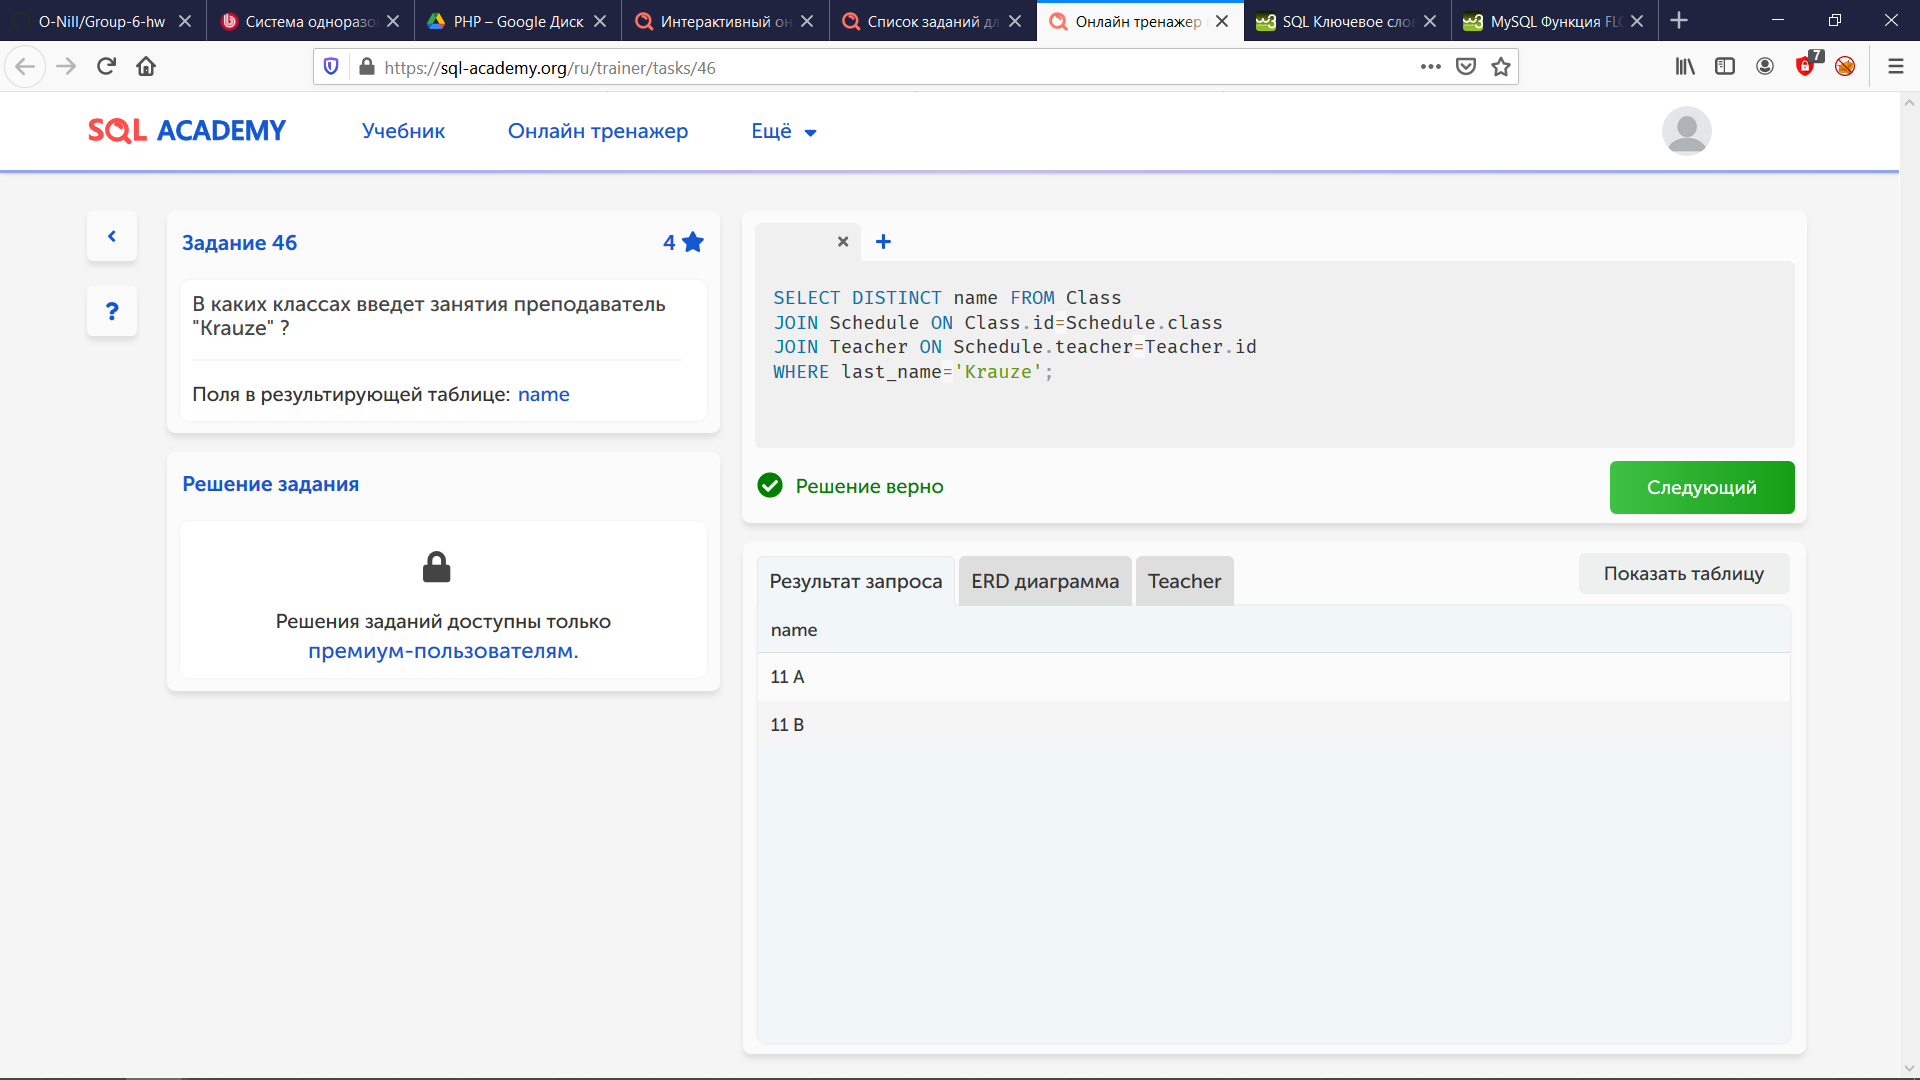 O-Nill/Group-6-hw
Система одноразо
PHP – Google Диск
Интерактивный он
Список заданий дл
Онлайн тренажер
SQL Ключевое сло
MySQL Функция FLO
https://sql-academy.org/ru/trainer/tasks/46
7
SQL ACADEMY
Учебник
Онлайн тренажер
Ещё
Задание 46
4
В каких классах введет занятия преподаватель
"Krauze" ?
Поля в результирующей таблице: name
Решение задания
Решения заданий доступны только
премиум-пользователям.
SELECT DISTINCT name FROM Class
JOIN Schedule ON Class.id=Schedule.class
JOIN Teacher ON Schedule.teacher=Teacher.id
WHERE last_name='Krauze';
Решение верно
Следующий
Результат запроса
ERD диаграмма
Teacher
Показать таблицу
name
11 A
11 B